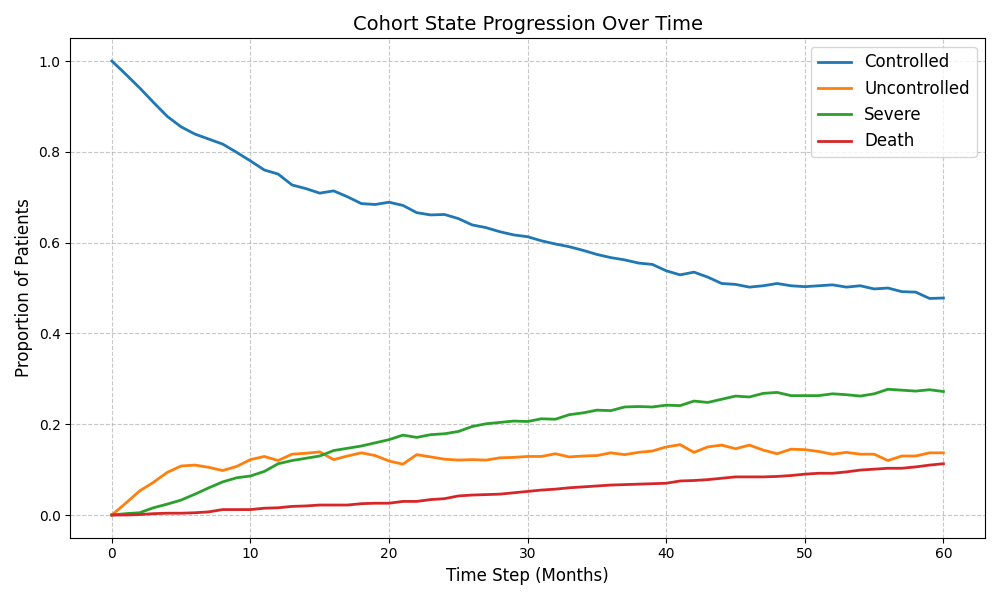 Cohort State Progression Over Time
Controlled
Uncontrolled
Severe
Death
Proportion of Patients
1.0
0.8
0.6
0.4
0.2
0.0
0 10 20 30 40 50 60
Time Step (Months)